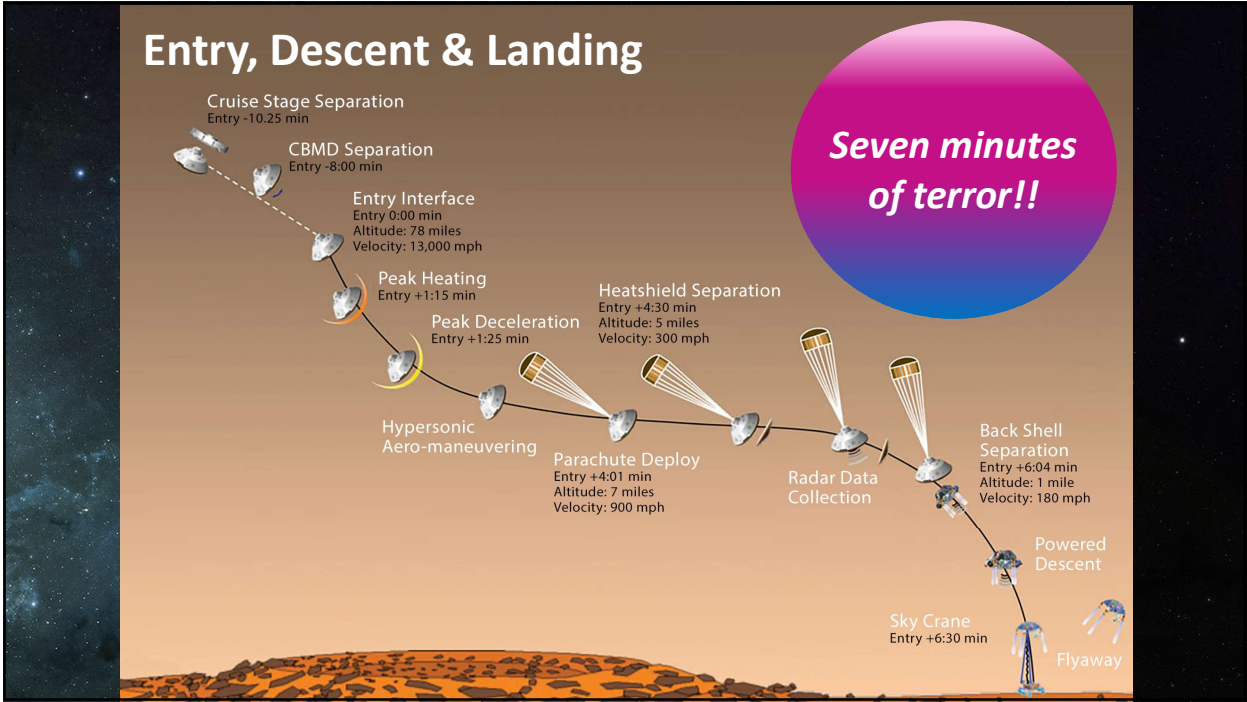 Entry, Descent & Landing
Seven minutes
of terror!!
Cruise Stage Separation
Entry -10.25 min
CBMD Separation
Entry -8:00 min
Entry Interface
Entry 0:00 min
Altitude: 78 miles
Velocity: 13,000 mph
Peak Heating
Entry +1:15 min
Peak Deceleration
Entry +1:25 min
Hypersonic
Aero-maneuvering
Parachute Deploy
Entry +4:01 min
Altitude: 7 miles
Velocity: 900 mph
Heatshield Separation
Entry +4:30 min
Altitude: 5 miles
Velocity: 300 mph
Radar Data
Collection
Back Shell
Separation
Entry +6:04 min
Altitude: 1 mile
Velocity: 180 mph
Powered
Descent
Sky Crane
Entry +6:30 min
Flyaway